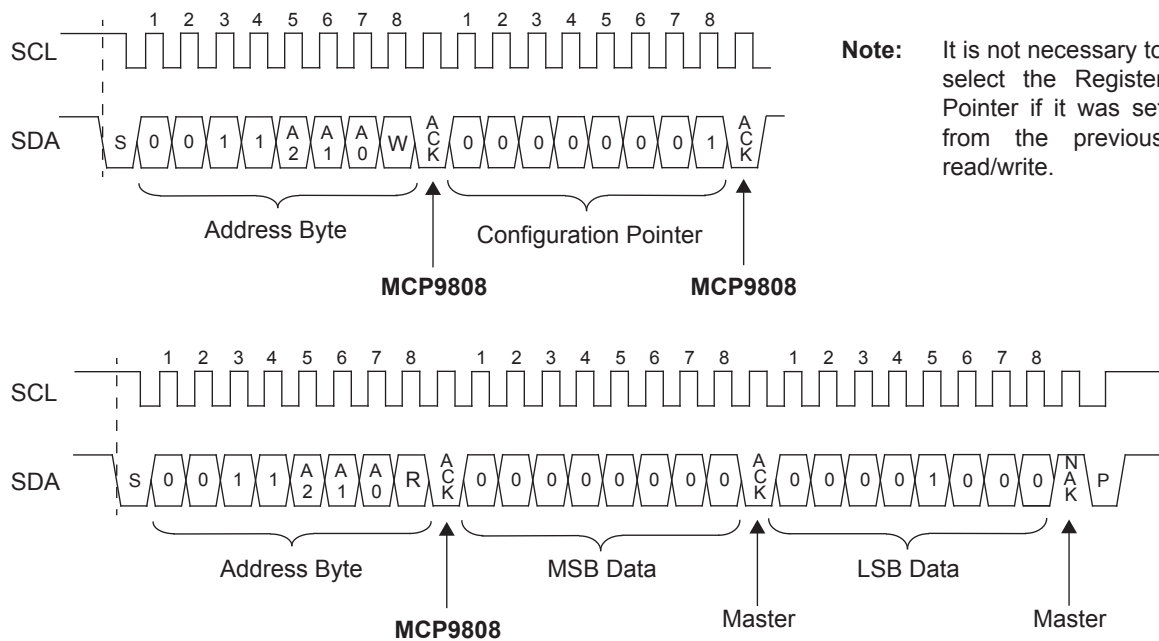 1 2 3 4 5 6 7 8 1 2 3 4 5 6 7 8
SCL
SDA
S 0 0 1 1 A2 A1 A0 W ACK 0 0 0 0 0 0 0 1 ACK
Address Byte Configuration Pointer
MCP9808 MCP9808
Note: It is not necessary to
select the Register
Pointer if it was set
from the previous
read/write.
1 2 3 4 5 6 7 8 1 2 3 4 5 6 7 8 1 2 3 4 5 6 7 8
SCL
SDA
S 0 0 1 1 A2 A1 A0 R ACK 0 0 0 0 0 0 0 0 ACK 0 0 0 0 1 0 0 0 NAK P
Address Byte MSB Data LSB Data
MCP9808 Master Master